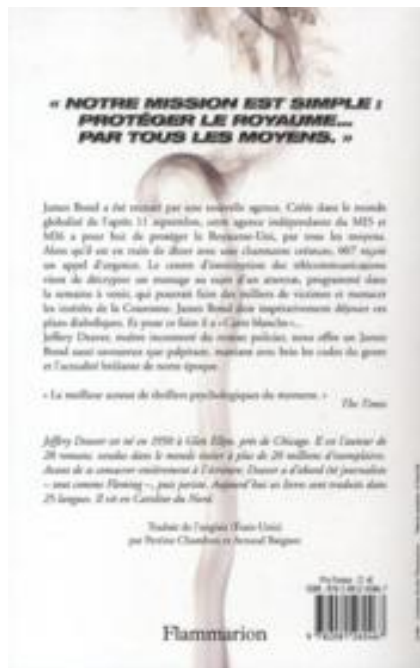 « NOTRE MISSION EST SIMPLE :
PROTÉGER LE ROYAUME...
PAR TOUS LES MOYENS. »
James Bond a été recruté par une nouvelle agence. Créée dans le monde
globalisé de l'après 11 septembre, cette agence indépendante du MI5 et
MI6 a pour but de protéger le Royaume-Uni, par tous les moyens.
Alors qu'il est en train de dîner avec une charmante créature, 007 reçoit
un appel d'urgence. Le centre d'interception des télécommunications
vient de décrypter un message au sujet d'un attentat, programmé dans
la semaine à venir, qui pourrait faire des milliers de victimes et menacer
les intérêts de la Couronne. James Bond doit impérativement déjouer ces
plans diaboliques. Et pour ce faire il a « Carte blanche »...
Jeffery Deaver, maître incontesté du roman policier, nous offre un James
Bond aussi savoureux que palpitant, mariant avec brio les codes du genre
et l'actualité brûlante de notre époque.
« Le meilleur auteur de thrillers psychologiques du moment. »
The Times
Jeffery Deaver est né en 1950 à Glen Ellyn, près de Chicago. Il est l'auteur de
28 romans, vendus dans le monde entier à plus de 20 millions d'exemplaires.
Avant de se consacrer entièrement à l'écriture, Deaver a d'abord été journaliste
– tout comme Fleming –, puis juriste. Aujourd'hui ses livres sont traduits dans
25 langues. Il vit en Caroline du Nord.
Traduit de l'anglais (États-Unis)
par Perrine Chambon et Arnaud Baignot
Flammarion